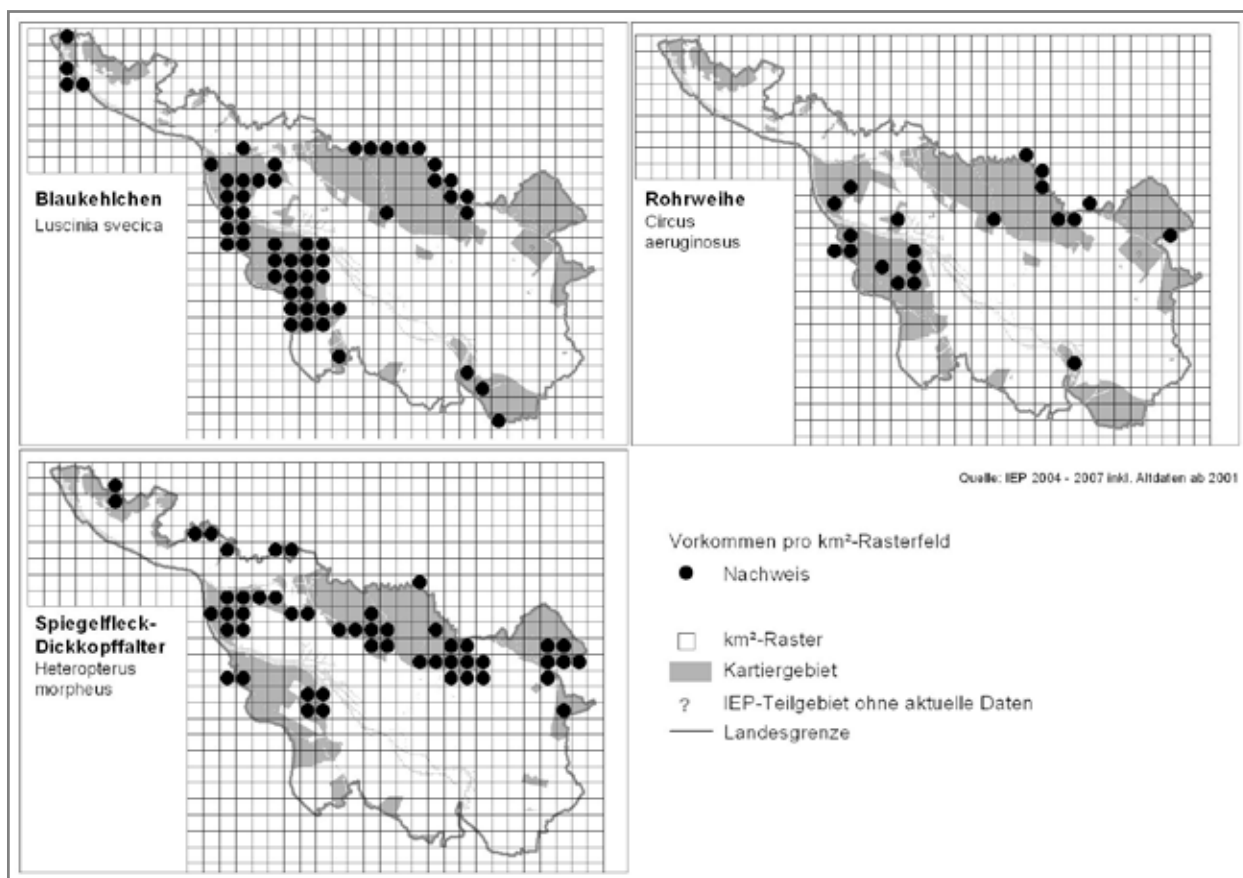 Blaukehlchen
Luscinia svecica
Rohrweihe
Circus
aeruginosus
Spiegelfleck-
Dickkopffalter
Heteropterus
morpheus
Quelle: IEP 2004 - 2007 inkl. Altdaten ab 2001
Vorkommen pro km²-Rasterfeld
Nachweis
km²-Raster
Kartiergebiet
? IEP-Teilgebiet ohne aktuelle Daten
Landesgrenze